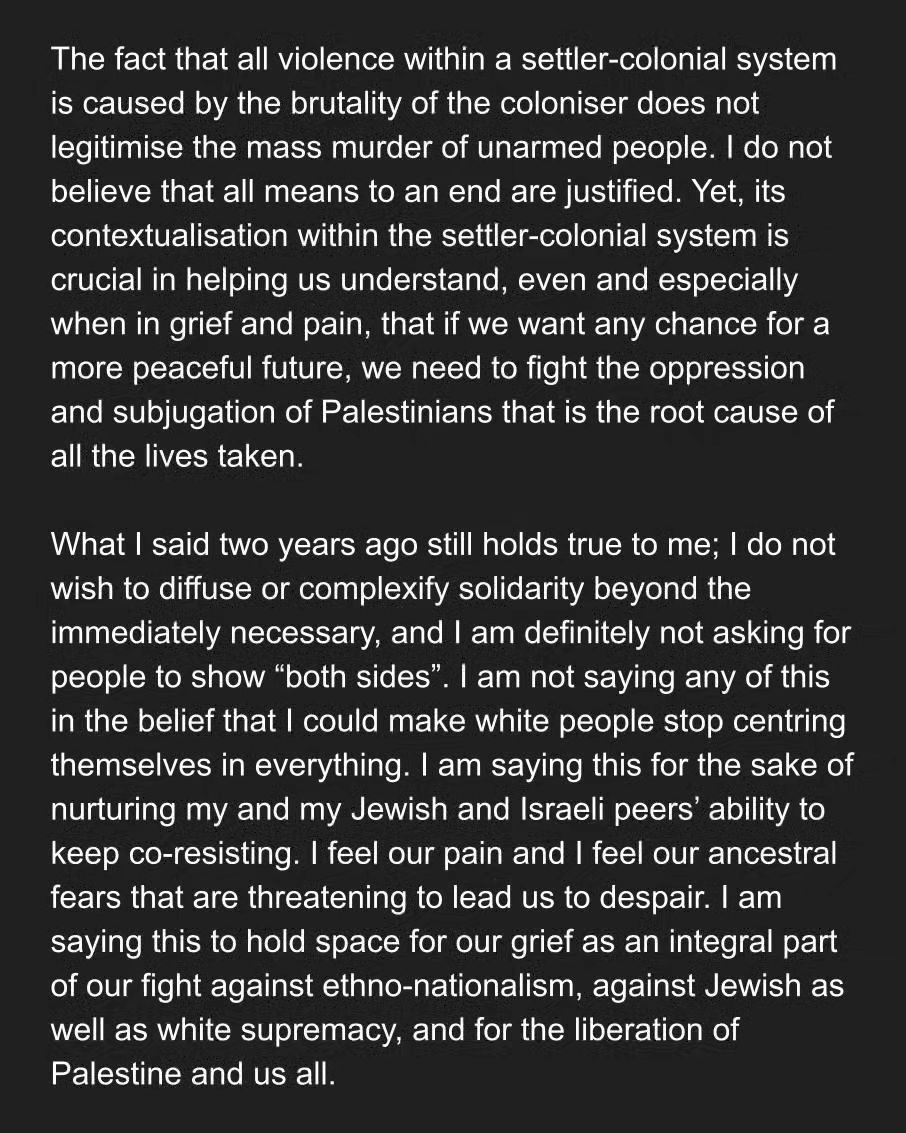 The fact that all violence within a settler-colonial system
is caused by the brutality of the coloniser does not
legitimise the mass murder of unarmed people. I do not
believe that all means to an end are justified. Yet, its
contextualisation within the settler-colonial system is
crucial in helping us understand, even and especially
when in grief and pain, that if we want any chance for a
more peaceful future, we need to fight the oppression
and subjugation of Palestinians that is the root cause of
all the lives taken.

What I said two years ago still holds true to me; I do not
wish to diffuse or complexify solidarity beyond the
immediately necessary, and I am definitely not asking for
people to show “both sides”. I am not saying any of this
in the belief that I could make white people stop centring
themselves in everything. I am saying this for the sake of
nurturing my and my Jewish and Israeli peers’ ability to
keep co-resisting. I feel our pain and I feel our ancestral
fears that are threatening to lead us to despair. I am
saying this to hold space for our grief as an integral part
of our fight against ethno-nationalism, against Jewish as
well as white supremacy, and for the liberation of
Palestine and us all.